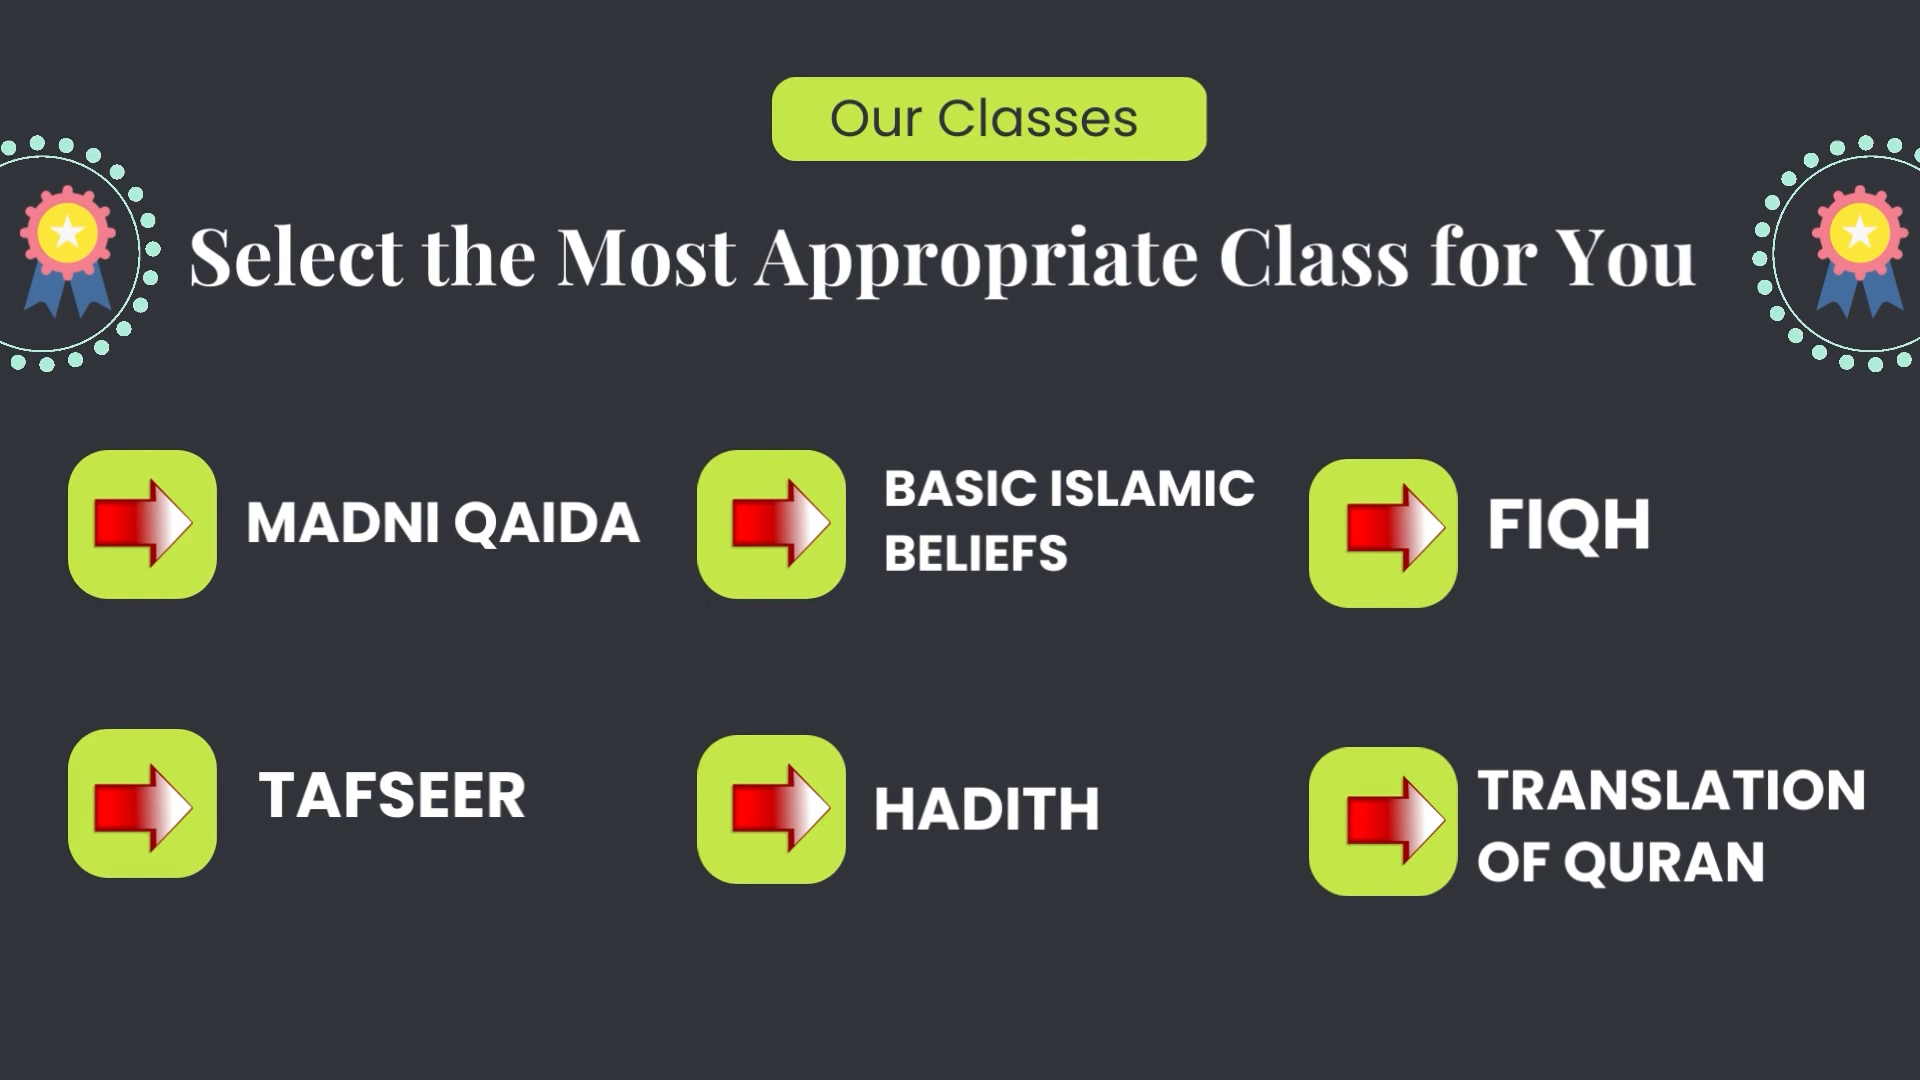 Our Classes
Select the Most Appropriate Class for You
MADNI QAIDA
BASIC ISLAMIC
BELIEFS
FIQH
TAFSEER
HADITH
TRANSLATION
OF QURAN